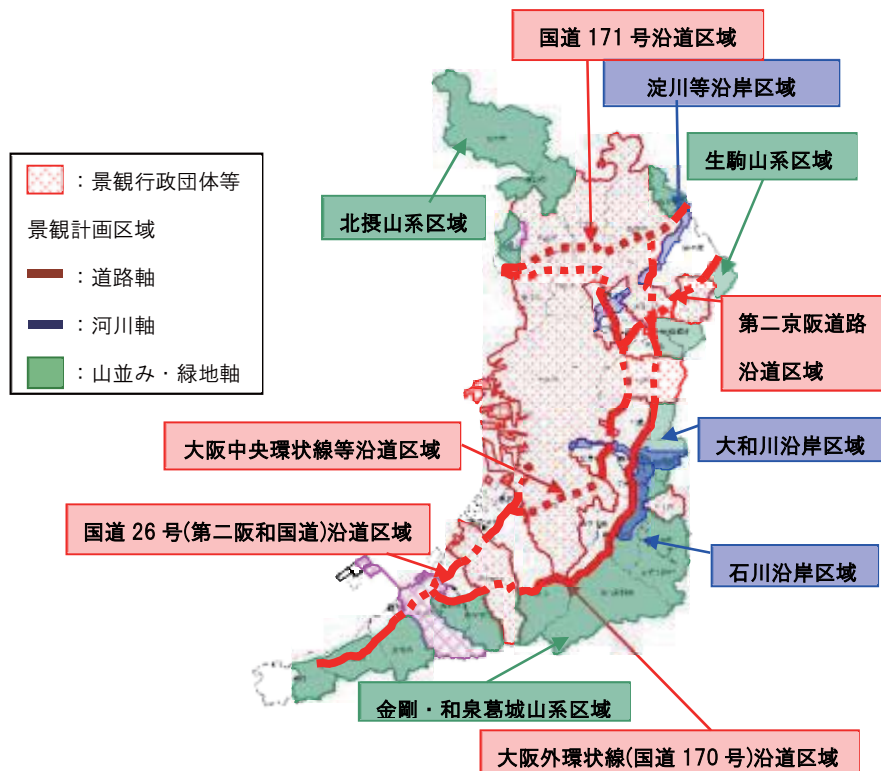 国道 171 号沿道区域
淀川等沿岸区域
生駒山系区域
：景観行政団体等
景観計画区域
：道路軸
：河川軸
：山並み・緑地軸
北摂山系区域
第二京阪道路
沿道区域
大阪中央環状線等沿道区域
大和川沿岸区域
国道 26 号(第二阪和国道)沿道区域
石川沿岸区域
金剛・和泉葛城山系区域
大阪外環状線(国道 170 号)沿道区域